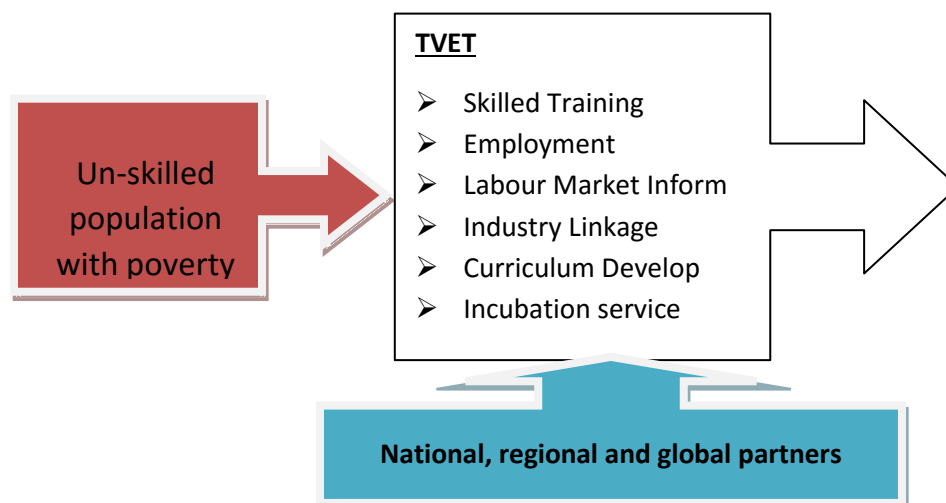 TVET
Skilled Training
Employment
Labour Market Inform
Industry Linkage
Curriculum Develop
Incubation service
Un-skilled
population
with poverty
National, regional and global partners